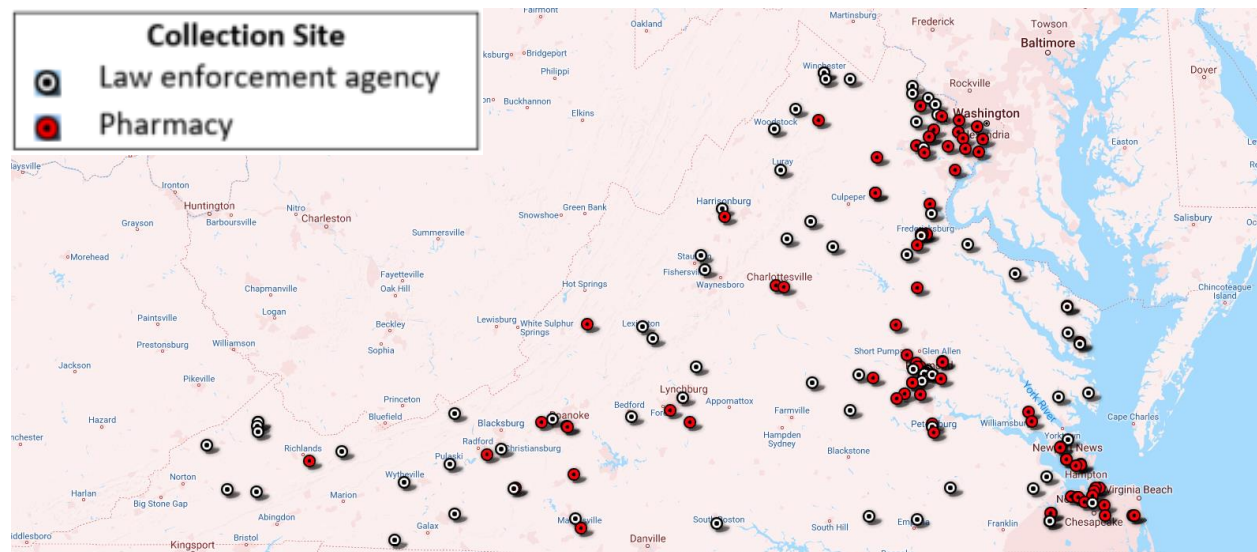 Collection Site
Law enforcement agency
Pharmacy
Fairmont
Oakland
Martinsburg
Frederick
Towson
Baltimore
Bridgeport
Philippi
Winchester
Rockville
Dover
Buckhannon
Elkins
Woodstock
Washington
Easton
Luray
Ironton
Huntington
Barboursville
Nitro
Charleston
Grayson
Snowshoe
Green Bank
Harrisonburg
Culpeper
Salisbury
Summersville
Fredericksburg
Morehead
Fayetteville
Oak Hill
Fishersville
Waynesboro
Charlottesville
Hot Springs
Chapmanville
Logan
Chincoteague
Island
Paintsville
Prestonsburg
Williamson
Beckley
Sophia
Lewisburg
White Sulphur
Springs
Lexington
Short Pump
Glen Allen
Jackson
Pikeville
Lynchburg
Princeton
Bluefield
Bedford
Appomattox
Farmville
York River
Cape Charles
Hazard
Blacksburg
Roanoke
Hampden
Sydney
Petersburg
Williamsburg
Richlands
Radford
Christiansburg
Pulaski
Blackstone
Newport News
Hampton
Norton
Wytheville
Harlan
Big Stone Gap
Marion
Virginia Beach
Abingdon
Galax
Martinsville
South Boston
South Hill
Franklin
Chesapeake
Kingsport
Bristol
Danville